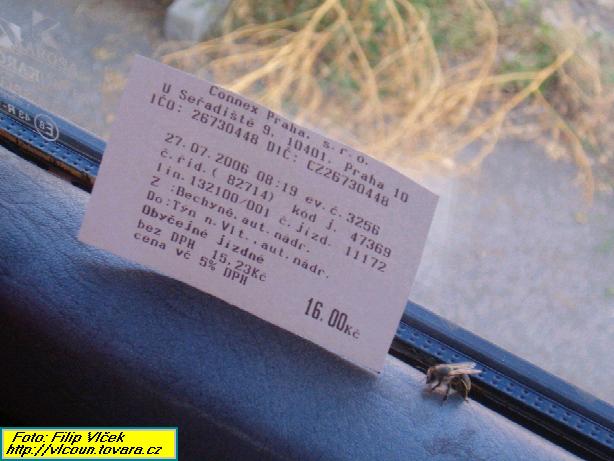 Connex Praha, s.r.o.
U Seřadiště 9, 10401, Praha 10
IČO: 26730448 DIČ: CZ26730448
27.07.2006 08:19 ev.č.3256
č.říd.( 82714) kód j. 47369
lin.132100/001 č.jízd. 11172
Z :Bechyně,aut.nádr.
Do:Týn n.Vlt.,aut.nádr.
Obyčejné jízdné
bez DPH 15.23Kč
cena vč 5% DPH
16.00Kč
Foto: Filip Vlček
http://vlcoun.tovara.cz